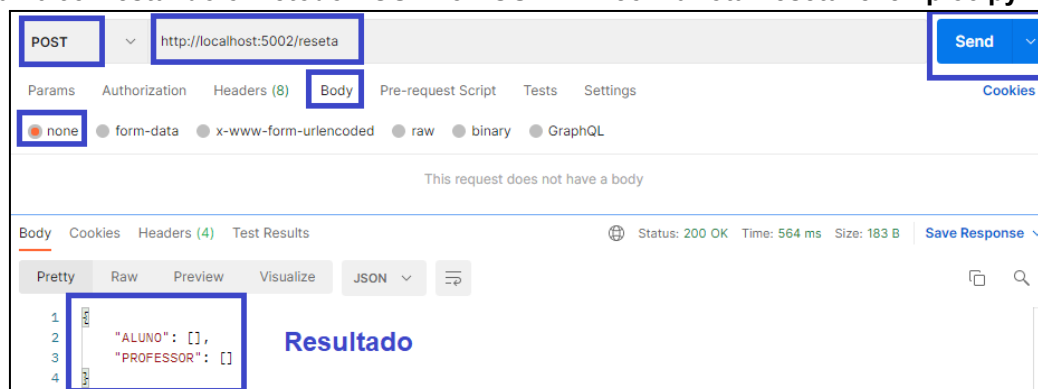 POST http://localhost:5002/reseta Send
Params Authorization Headers (8) Body Pre-request Script Tests Settings Cookies
none form-data x-www-form-urlencoded raw binary GraphQL
This request does not have a body
Body Cookies Headers (4) Test Results Status: 200 OK Time: 564 ms Size: 183 B Save Response
Pretty Raw Preview Visualize JSON
1 {
2 "ALUNO": [],
3 "PROFESSOR": []
4 }
Resultado